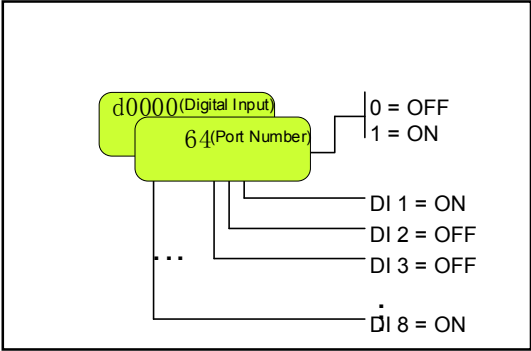 d0000(Digital Input)
64(Port Number)
0 = OFF
1 = ON
DI 1 = ON
DI 2 = OFF
DI 3 = OFF
...
:
DI 8 = ON